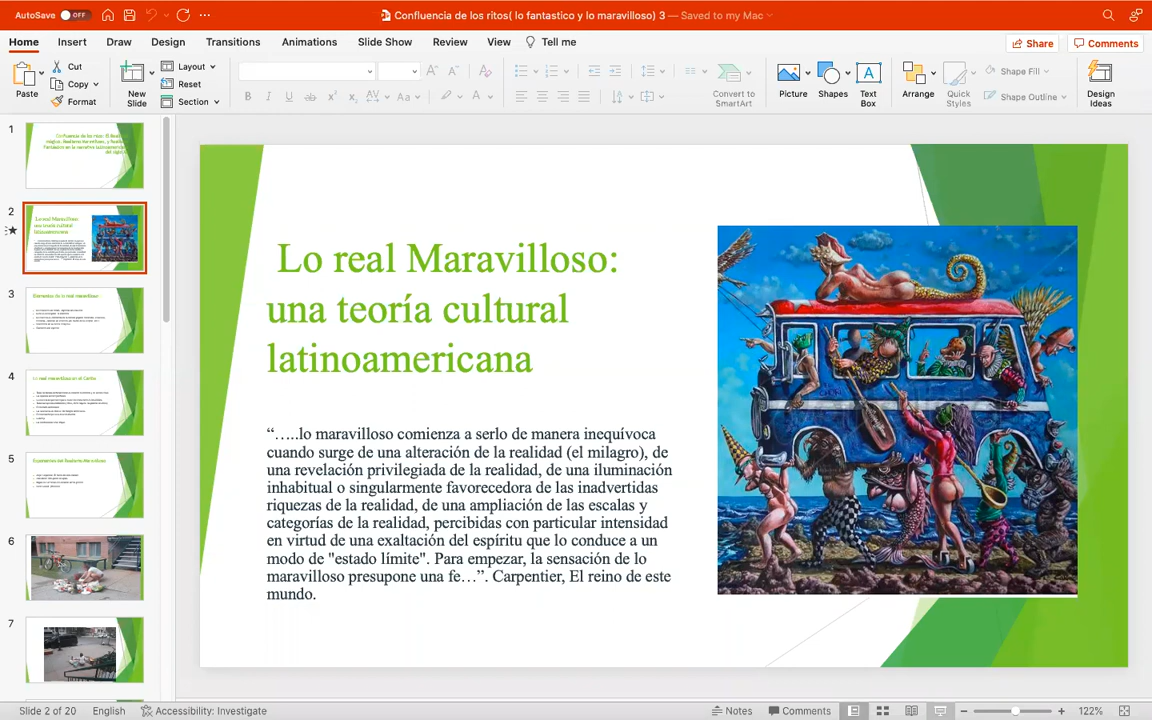 AutoSave OFF
Confluencia de los ritos( lo fantastico y lo maravilloso) 3 — Saved to my Mac
Home Insert Draw Design Transitions Animations Slide Show Review View Tell me
Share Comments
Paste
Cut
Copy
Format
New Slide
Layout
Reset
Section
Convert to SmartArt
Picture
Shapes
Text Box
Arrange
Quick Styles
Shape Fill
Shape Outline
Design Ideas
1
2
3
4
5
6
7
Lo real Maravilloso:
una teoría cultural
latinoamericana
“…..lo maravilloso comienza a serlo de manera inequívoca
cuando surge de una alteración de la realidad (el milagro), de
una revelación privilegiada de la realidad, de una iluminación
inhabitual o singularmente favorecedora de las inadvertidas
riquezas de la realidad, de una ampliación de las escalas y
categorías de la realidad, percibidas con particular intensidad
en virtud de una exaltación del espíritu que lo conduce a un
modo de "estado límite". Para empezar, la sensación de lo
maravilloso presupone una fe…”. Carpentier, El reino de este
mundo.
Slide 2 of 20 English Accessibility: Investigate Notes Comments 122%